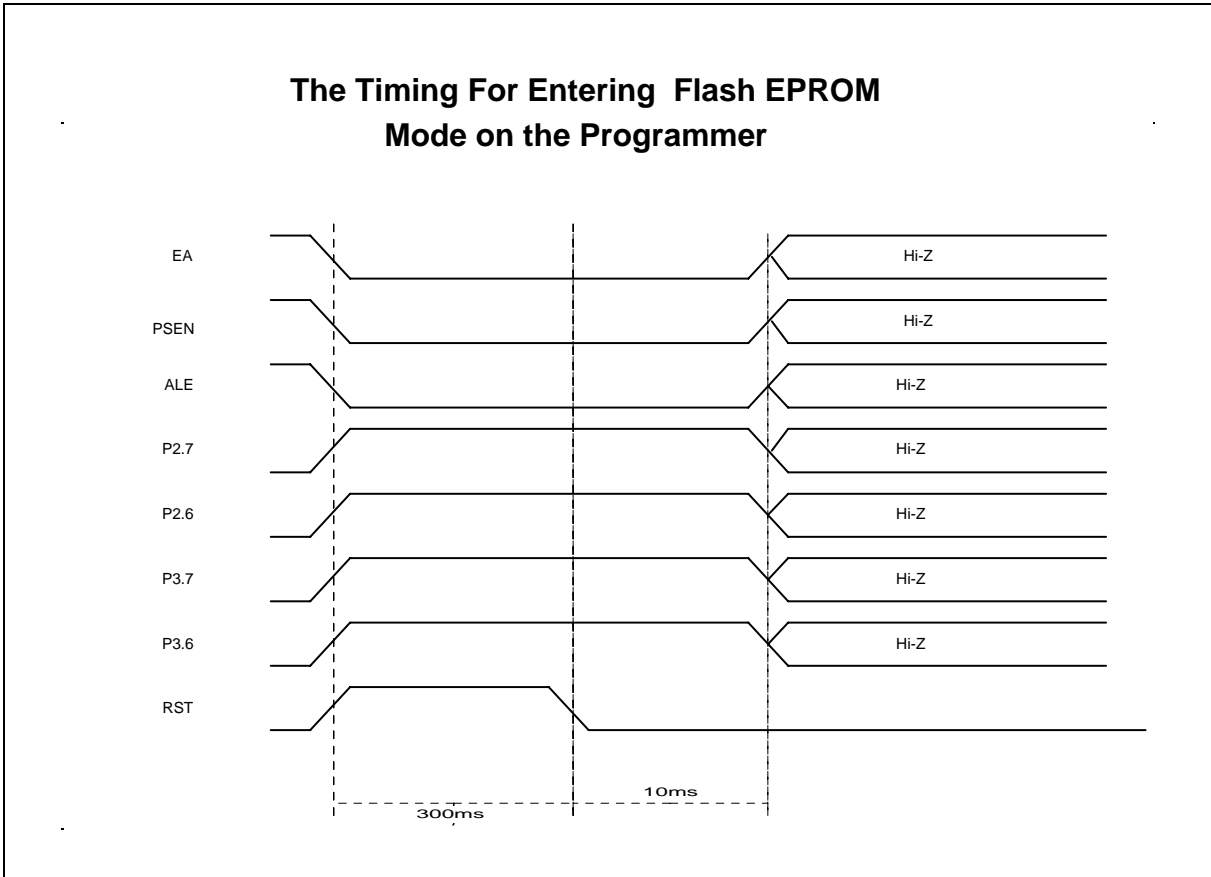 The Timing For Entering Flash EPROM
Mode on the Programmer
EA
Hi-Z
PSEN
Hi-Z
ALE
Hi-Z
P2.7
Hi-Z
P2.6
Hi-Z
P3.7
Hi-Z
P3.6
Hi-Z
RST
10ms
300ms